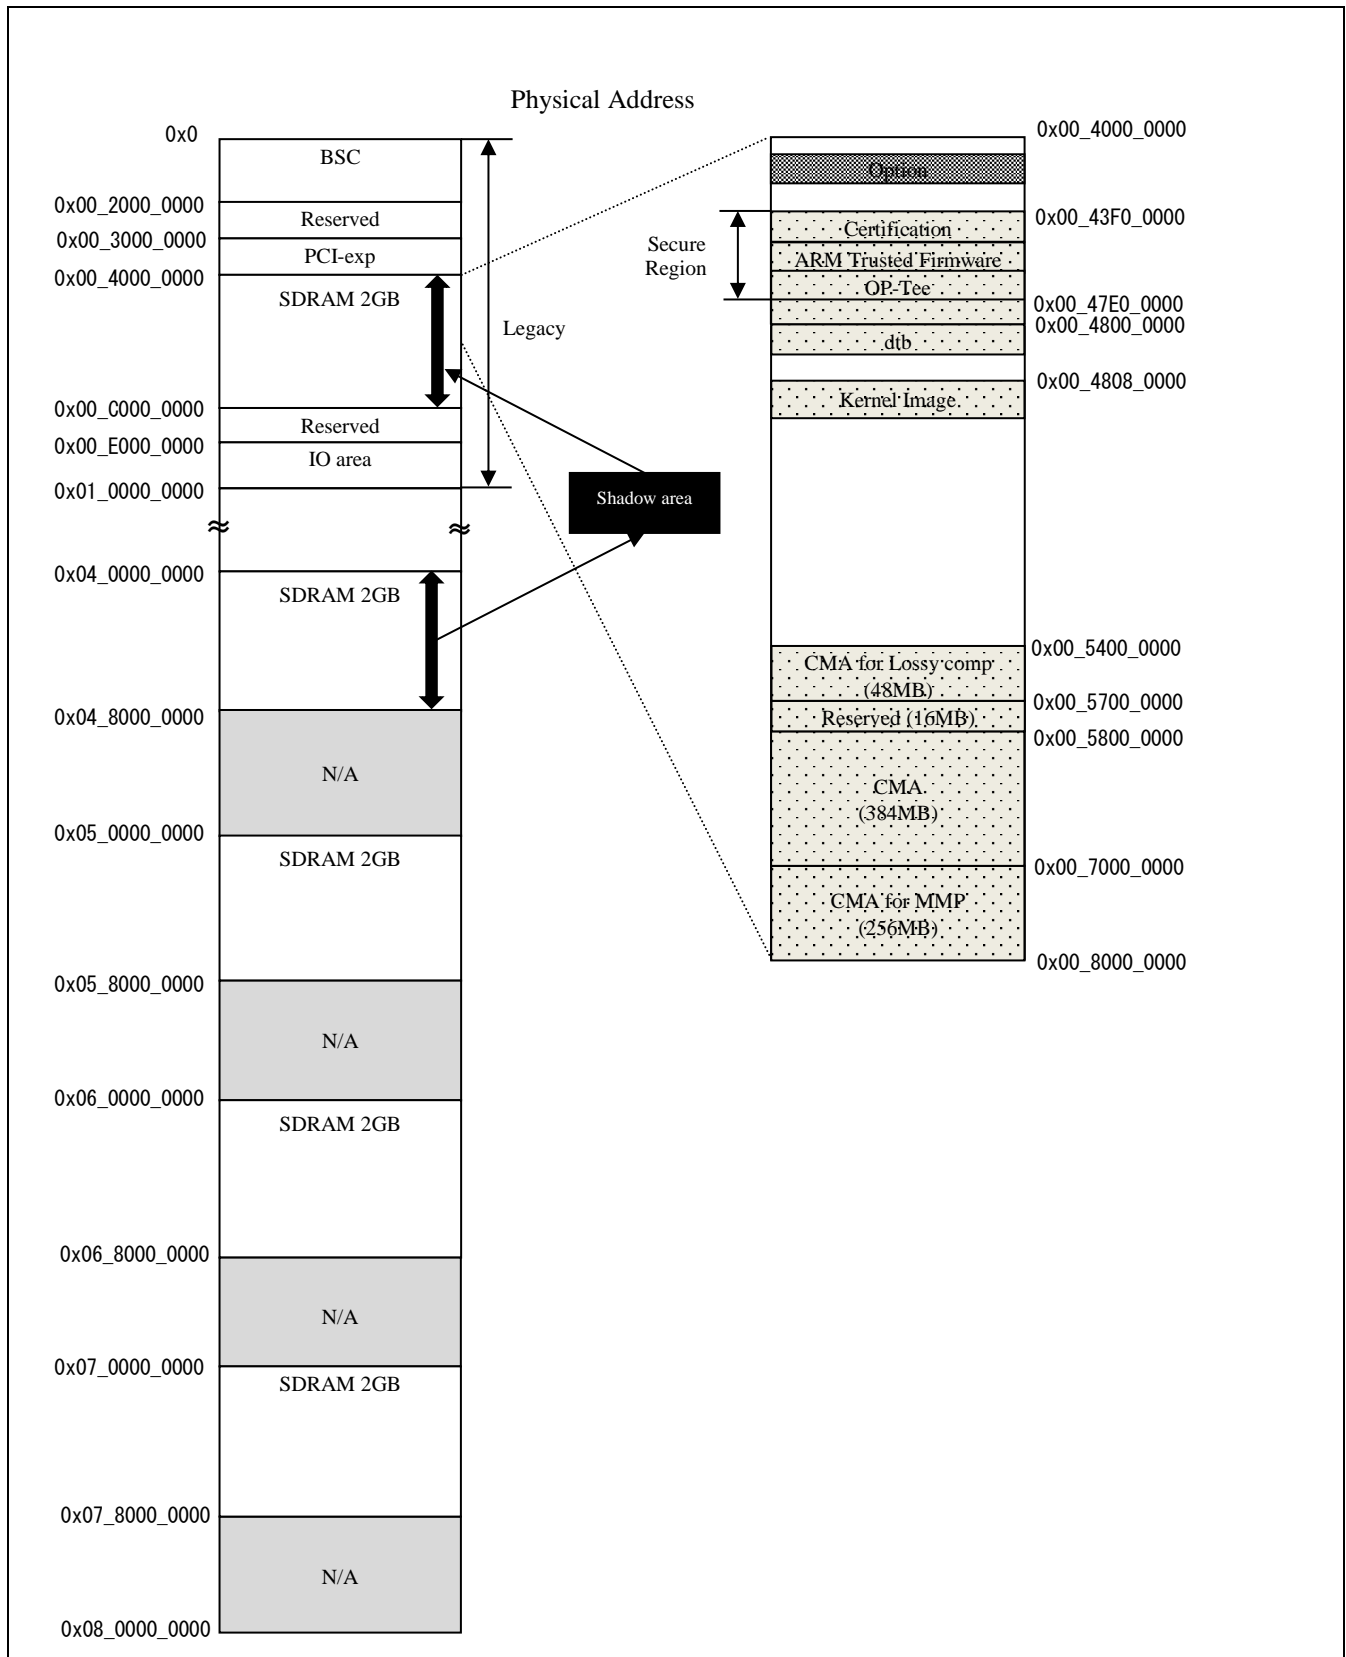 Physical Address
0x0
BSC
0x00_2000_0000
Reserved
0x00_3000_0000
PCI-exp
0x00_4000_0000
SDRAM 2GB
Legacy
0x00_C000_0000
Reserved
0x00_E000_0000
IO area
0x01_0000_0000
Shadow area
≈
≈
0x04_0000_0000
SDRAM 2GB
0x04_8000_0000
N/A
0x05_0000_0000
SDRAM 2GB
0x05_8000_0000
N/A
0x06_0000_0000
SDRAM 2GB
0x06_8000_0000
N/A
0x07_0000_0000
SDRAM 2GB
0x07_8000_0000
N/A
0x08_0000_0000
0x00_4000_0000
Option
0x00_43F0_0000
Secure
Region
Certification
ARM Trusted Firmware
OP-Tee
0x00_47E0_0000
0x00_4800_0000
dtb
0x00_4808_0000
Kernel Image
0x00_5400_0000
CMA for Lossy comp
(48MB)
0x00_5700_0000
Reserved (16MB)
0x00_5800_0000
CMA
(384MB)
0x00_7000_0000
CMA for MMP
(256MB)
0x00_8000_0000